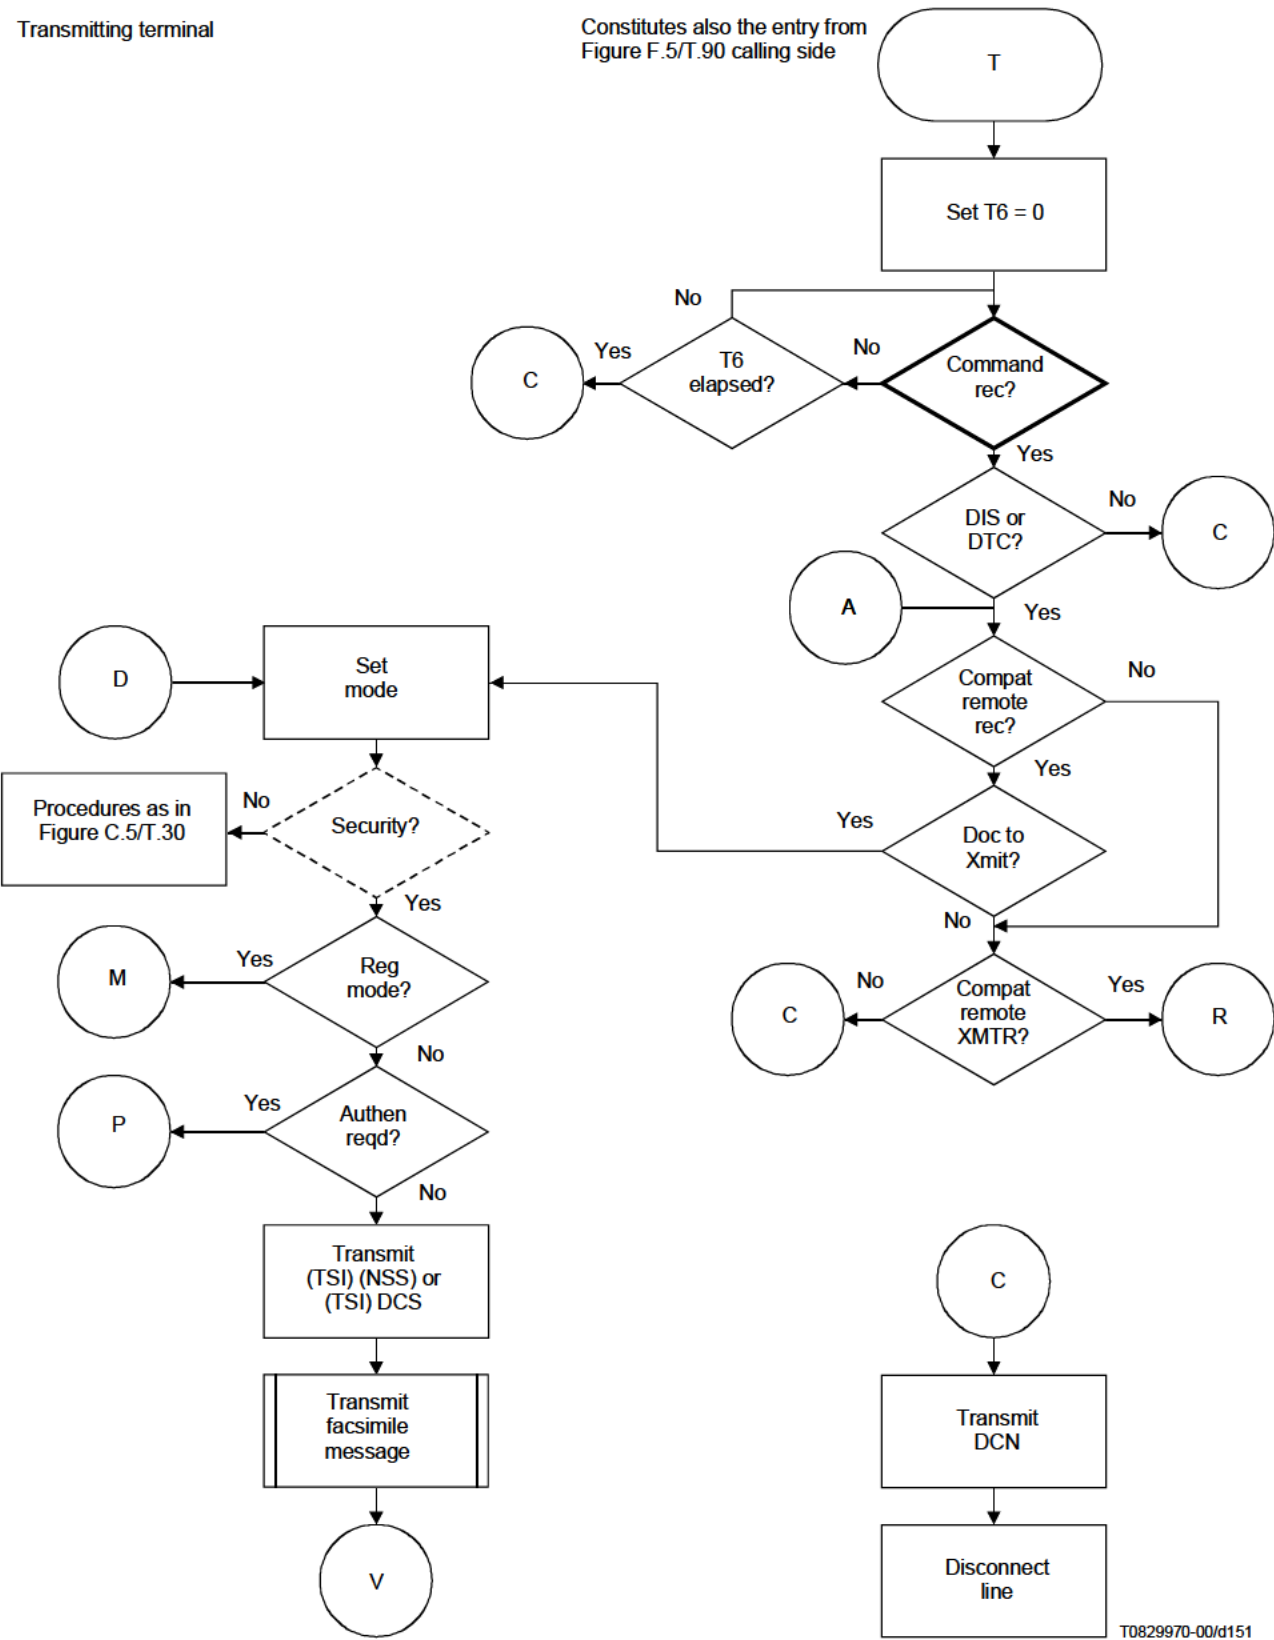 Transmitting terminal
Constitutes also the entry from
Figure F.5/T.90 calling side
T
Set T6 = 0
No
C
Yes
T6
elapsed?
No
Command
rec?
Yes
DIS or
DTC?
No
C
A
Yes
D
Set
mode
Compat
remote
rec?
No
Yes
Procedures as in
Figure C.5/T.30
No
Security?
Yes
Doc to
Xmit?
Yes
No
M
Yes
Reg
mode?
No
C
No
Compat
remote
XMTR?
Yes
R
P
Yes
Authen
reqd?
No
Transmit
(TSI) (NSS) or
(TSI) DCS
C
Transmit
facsimile
message
Transmit
DCN
V
Disconnect
line
T0829970-00/d151